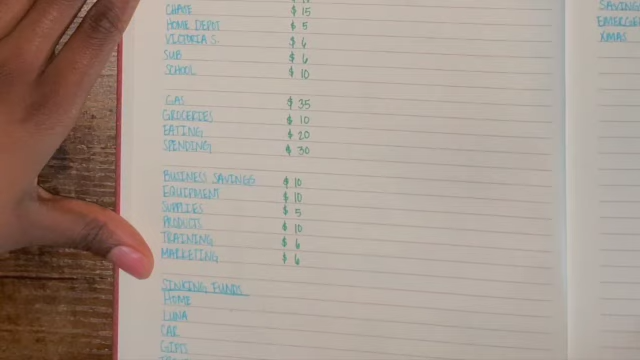 CHASE $ 15
HOME DEPOT $ 5
VICTORIA S. $ 6
SUB $ 6
SCHOOL $ 10
GAS $ 35
GROCERIES $ 10
EATING $ 20
SPENDING $ 30
BUSINESS SAVINGS $ 10
EQUIPMENT $ 10
SUPPLIES $ 5
PRODUCTS $ 10
TRAINING $ 6
MARKETING $ 6
SINKING FUNDS
HOME
LUNA
CAR
GIFTS
SAVING
EMERGE
XMAS